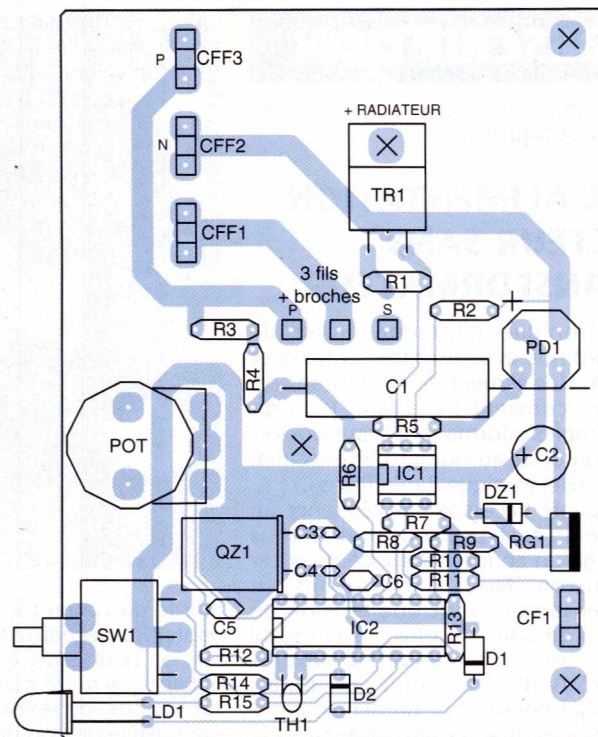 P CFF3
+ RADIATEUR
N CFF2
TR1
CFF1
3 fils
+ broches
P S
R1
R2 +
R3
PD1
R4
C1
R5
POT
R6
IC1
+ C2
DZ1
C3
R7
QZ1
R8 R9
RG1
C4
R10
C6
R11
C5
CF1
SW1
IC2
R13
R12
D1
R14
D2
LD1
R15
TH1